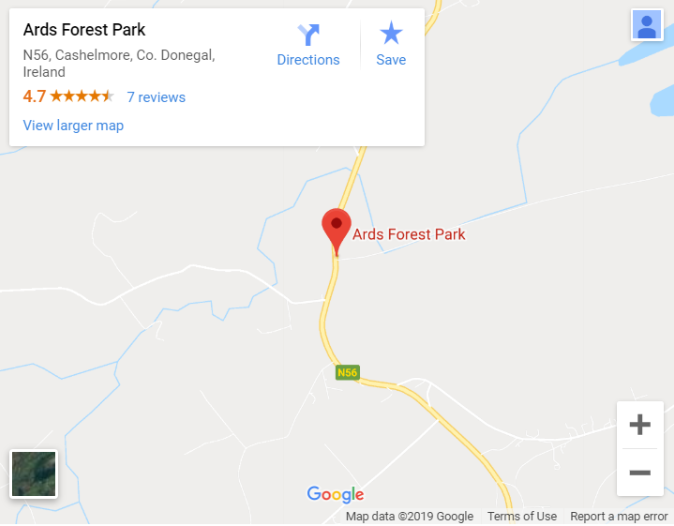 Ards Forest Park
N56, Cashelmore, Co. Donegal,
Ireland
4.7 7 reviews
View larger map
Directions
Save
Ards Forest Park
N56
Google
Map data ©2019 Google Terms of Use Report a map error